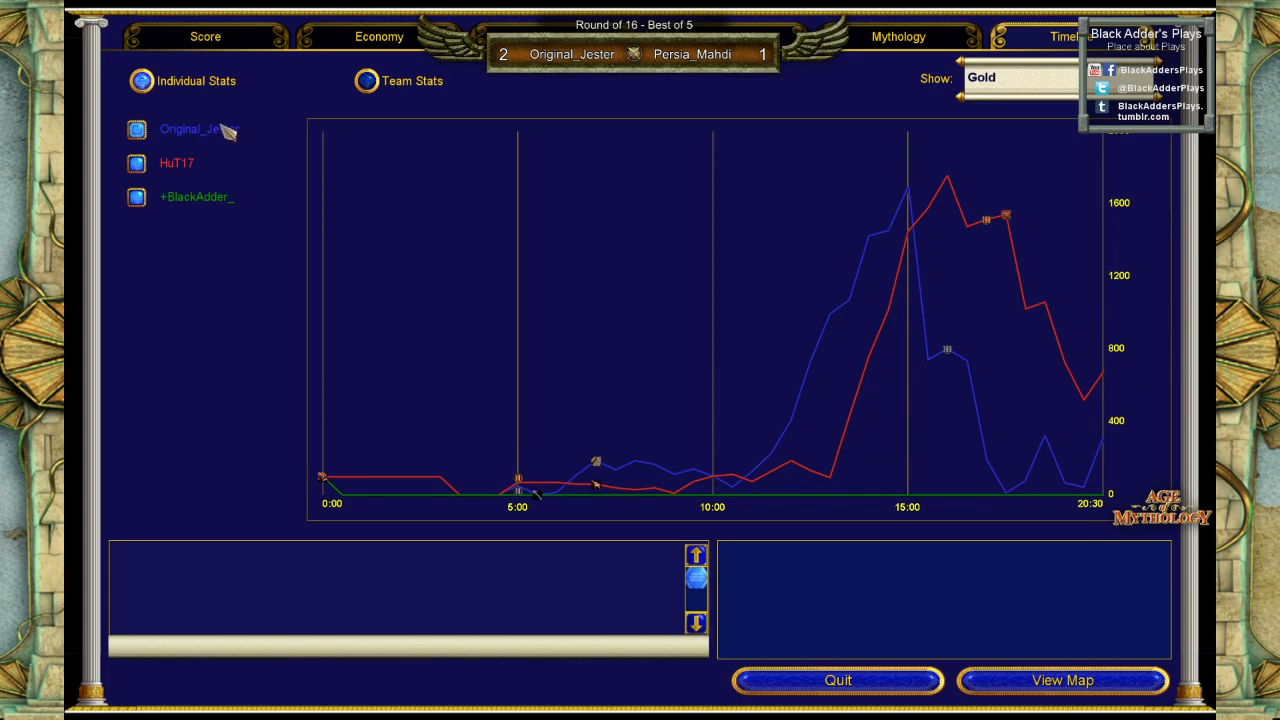 Round of 16 - Best of 5
Score
Economy
2 Original_Jester Persia_Mahdi 1
Mythology
Black Adder's Plays
Place about Plays
/BlackAddersPlays
@BlackAdderPlays
BlackAddersPlays.
tumblr.com
Individual Stats
Team Stats
Show:
Gold
HuT17
+BlackAdder_
1600
1200
800
400
0
0:00
5:00
10:00
15:00
20:30
AGE
of
MYTHOLOGY
Quit
View Map